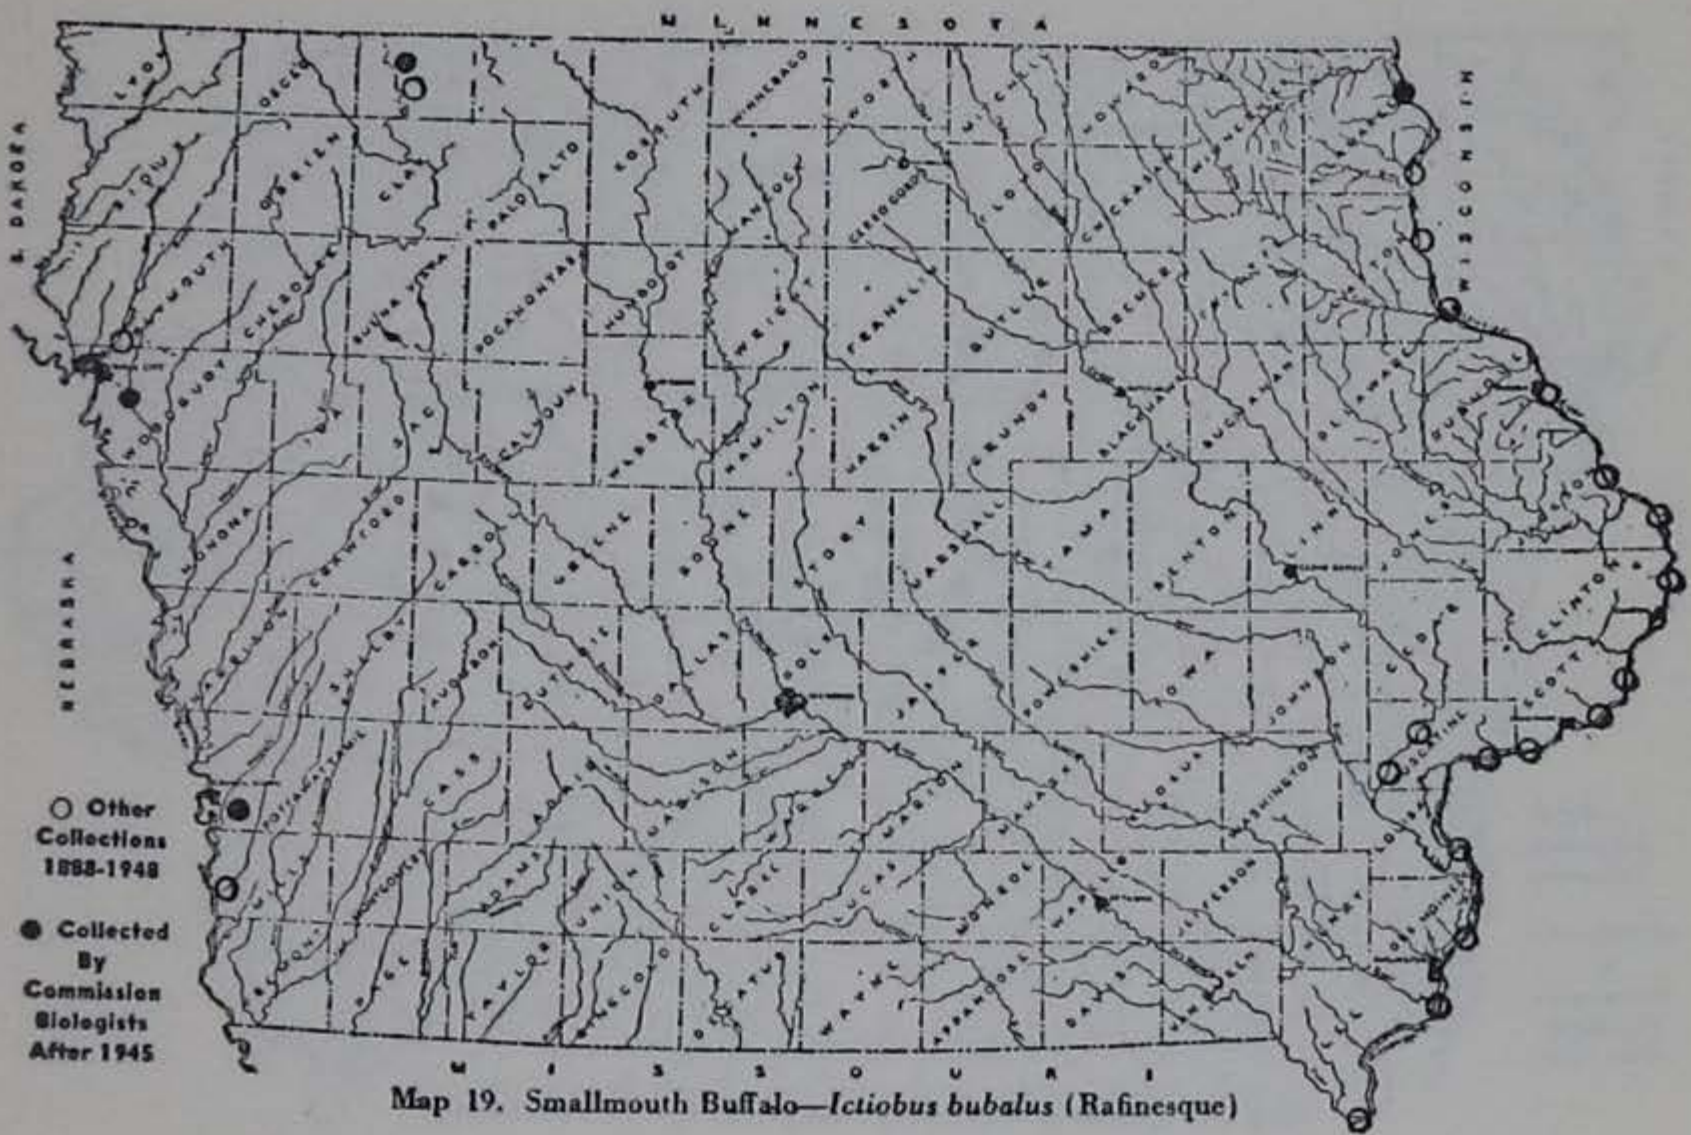 MINNESOTA
WISCONSIN
S. DAKOTA
NEBRASKA
LYON
OSCEOLA
KOSSUTH
WINNEBAGO
WORTH
MITCHELL
HOWARD
WINNESHIEK
SIOUX
O'BRIEN
CLAY
PALO ALTO
HANCOCK
CERRO GORDO
FLOYD
CHICKASAW
PLYMOUTH
CHEROKEE
BUENA VISTA
POCAHONTAS
HUMBOLDT
WRIGHT
FRANKLIN
BUTLER
BREMER
WOODBURY
IDA
SAC
CALHOUN
WEBSTER
HAMILTON
HARDIN
GRUNDY
BLACKHAWK
BUCHANAN
DELAWARE
DUBUQUE
MONONA
CRAWFORD
CARROLL
GREENE
BOONE
STORY
MARSHALL
TAMA
BENTON
LINN
JONES
CLINTON
HARRISON
SHELBY
AUDUBON
GUTHRIE
DALLAS
POLK
JASPER
POWESHIEK
IOWA
JOHNSON
CEDAR
SCOTT
MUSCATINE
POTTAWATTAMIE
CASS
ADAIR
MADISON
WARREN
MARION
MAHASKA
KEOKUK
WASHINGTON
LOUISA
MILLS
MONTGOMERY
ADAMS
UNION
CLARKE
LUCAS
MONROE
WAPELLO
JEFFERSON
HENRY
DES MOINES
FREMONT
PAGE
TAYLOR
RINGGOLD
DECATUR
WAYNE
APPANOOSE
DAVIS
VAN BUREN
LEE
Other
Collections
1888-1948
Collected
By
Commission
Biologists
After 1945
MISSOURI
Map 19. Smallmouth Buffalo—Ictiobus bubalus (Rafinesque)